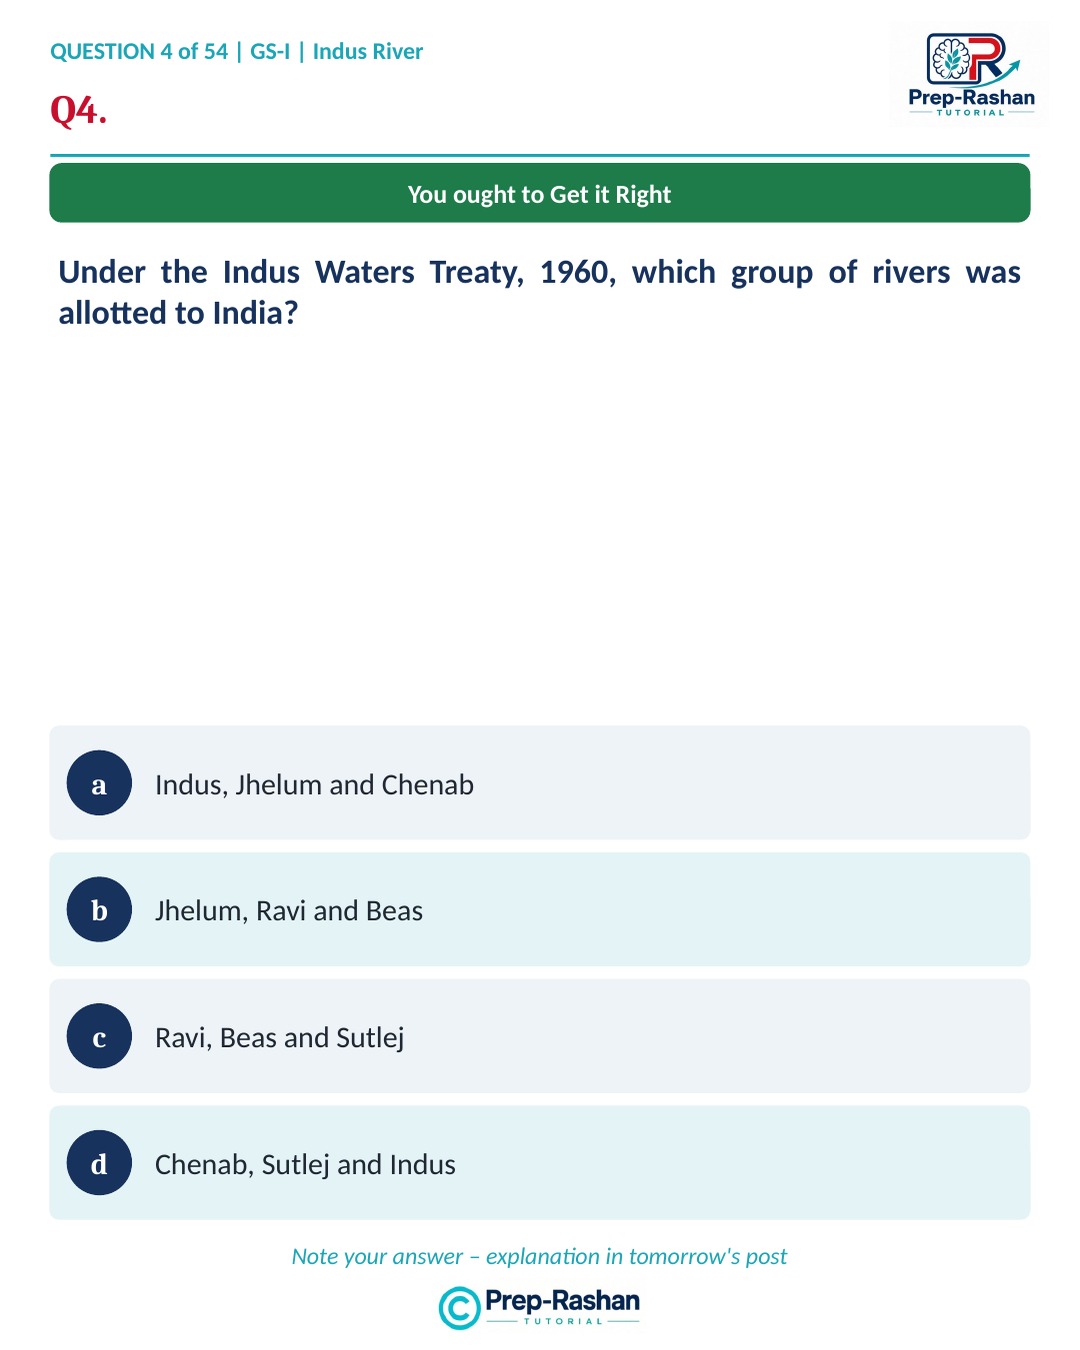 QUESTION 4 of 54 | GS-I | Indus River
Prep-Rashan
TUTORIAL
Q4.
You ought to Get it Right
Under the Indus Waters Treaty, 1960, which group of rivers was
allotted to India?
a Indus, Jhelum and Chenab
b Jhelum, Ravi and Beas
c Ravi, Beas and Sutlej
d Chenab, Sutlej and Indus
Note your answer – explanation in tomorrow's post
© Prep-Rashan
TUTORIAL